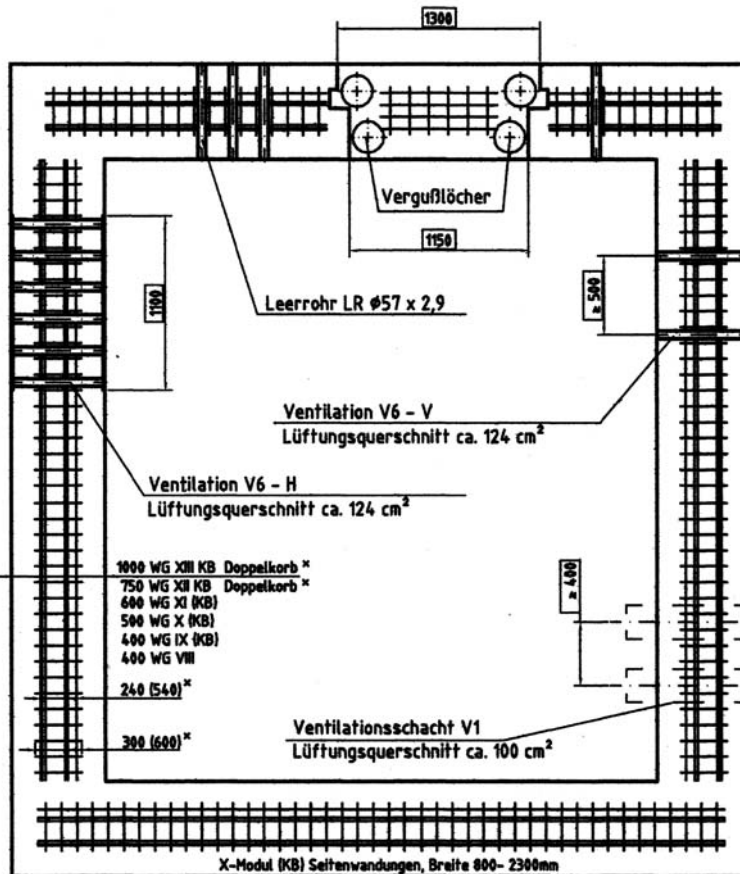 1300
Vergußlöcher
1150
1100
≥ 500
Leerrohr LR Ø57 x 2,9
Ventilation V6 - V
Lüftungsquerschnitt ca. 124 cm²
Ventilation V6 - H
Lüftungsquerschnitt ca. 124 cm²
1000 WG XIII KB Doppelkorb ×
750 WG XII KB Doppelkorb ×
600 WG XI (KB)
500 WG X (KB)
400 WG IX (KB)
400 WG VIII
≥ 400
240 (540)×
300 (600)×
Ventilationsschacht V1
Lüftungsquerschnitt ca. 100 cm²
X-Modul (KB) Seitenwandungen, Breite 800- 2300mm